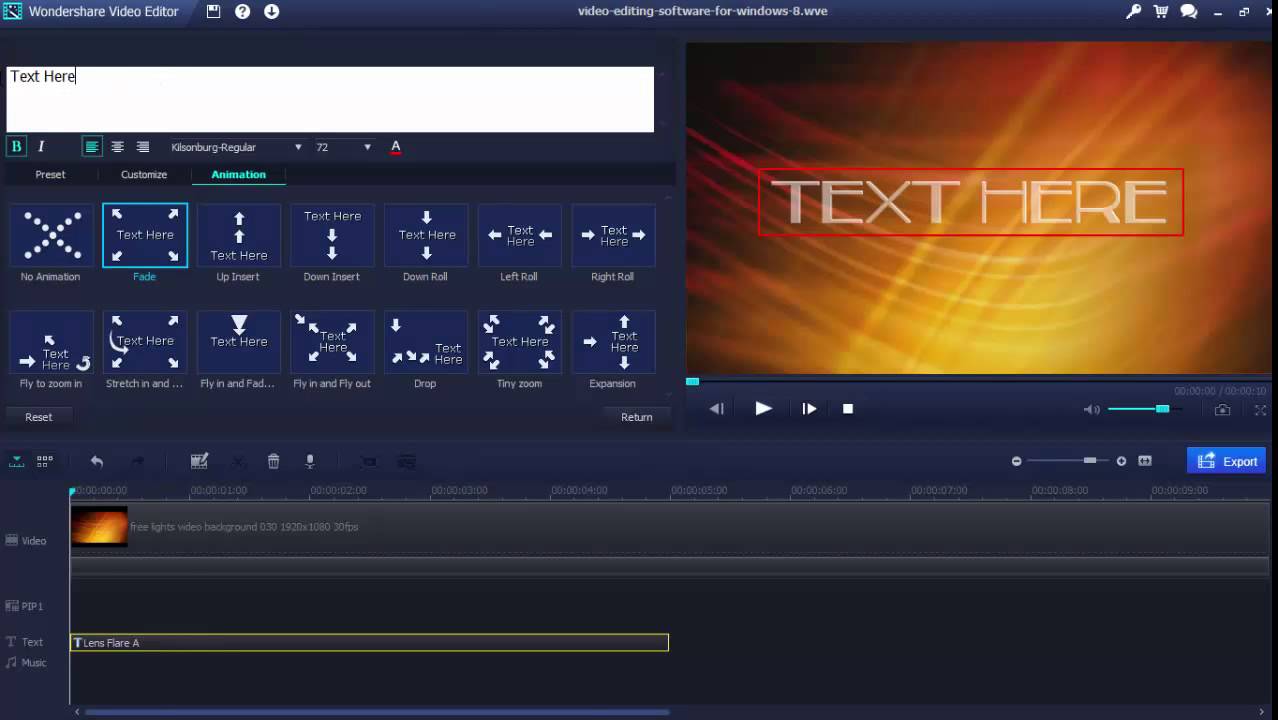 Wondershare Video Editor
video-editing-software-for-windows-8.wve
Text Here
B I Kilsonburg-Regular 72 A
Preset Customize Animation
TEXT HERE
Text Here
Text Here
Text Here
Text Here
Text Here
Text Here
No Animation Fade Up Insert Down Insert Down Roll Left Roll Right Roll
Text Here
Text Here
Text Here
Text Here
Text Here
Text Here
Text Here
Fly to zoom in Stretch in and ... Fly in and Fad... Fly in and Fly out Drop Tiny zoom Expansion
00:00:00 / 00:00:10
Reset Return
Export
00:00:00:00 00:00:01:00 00:00:02:00 00:00:03:00 00:00:04:00 00:00:05:00 00:00:06:00 00:00:07:00 00:00:08:00 00:00:09:00
free lights video background 030 1920x1080 30fps
Video
PIP1
T Text T Lens Flare A
Music